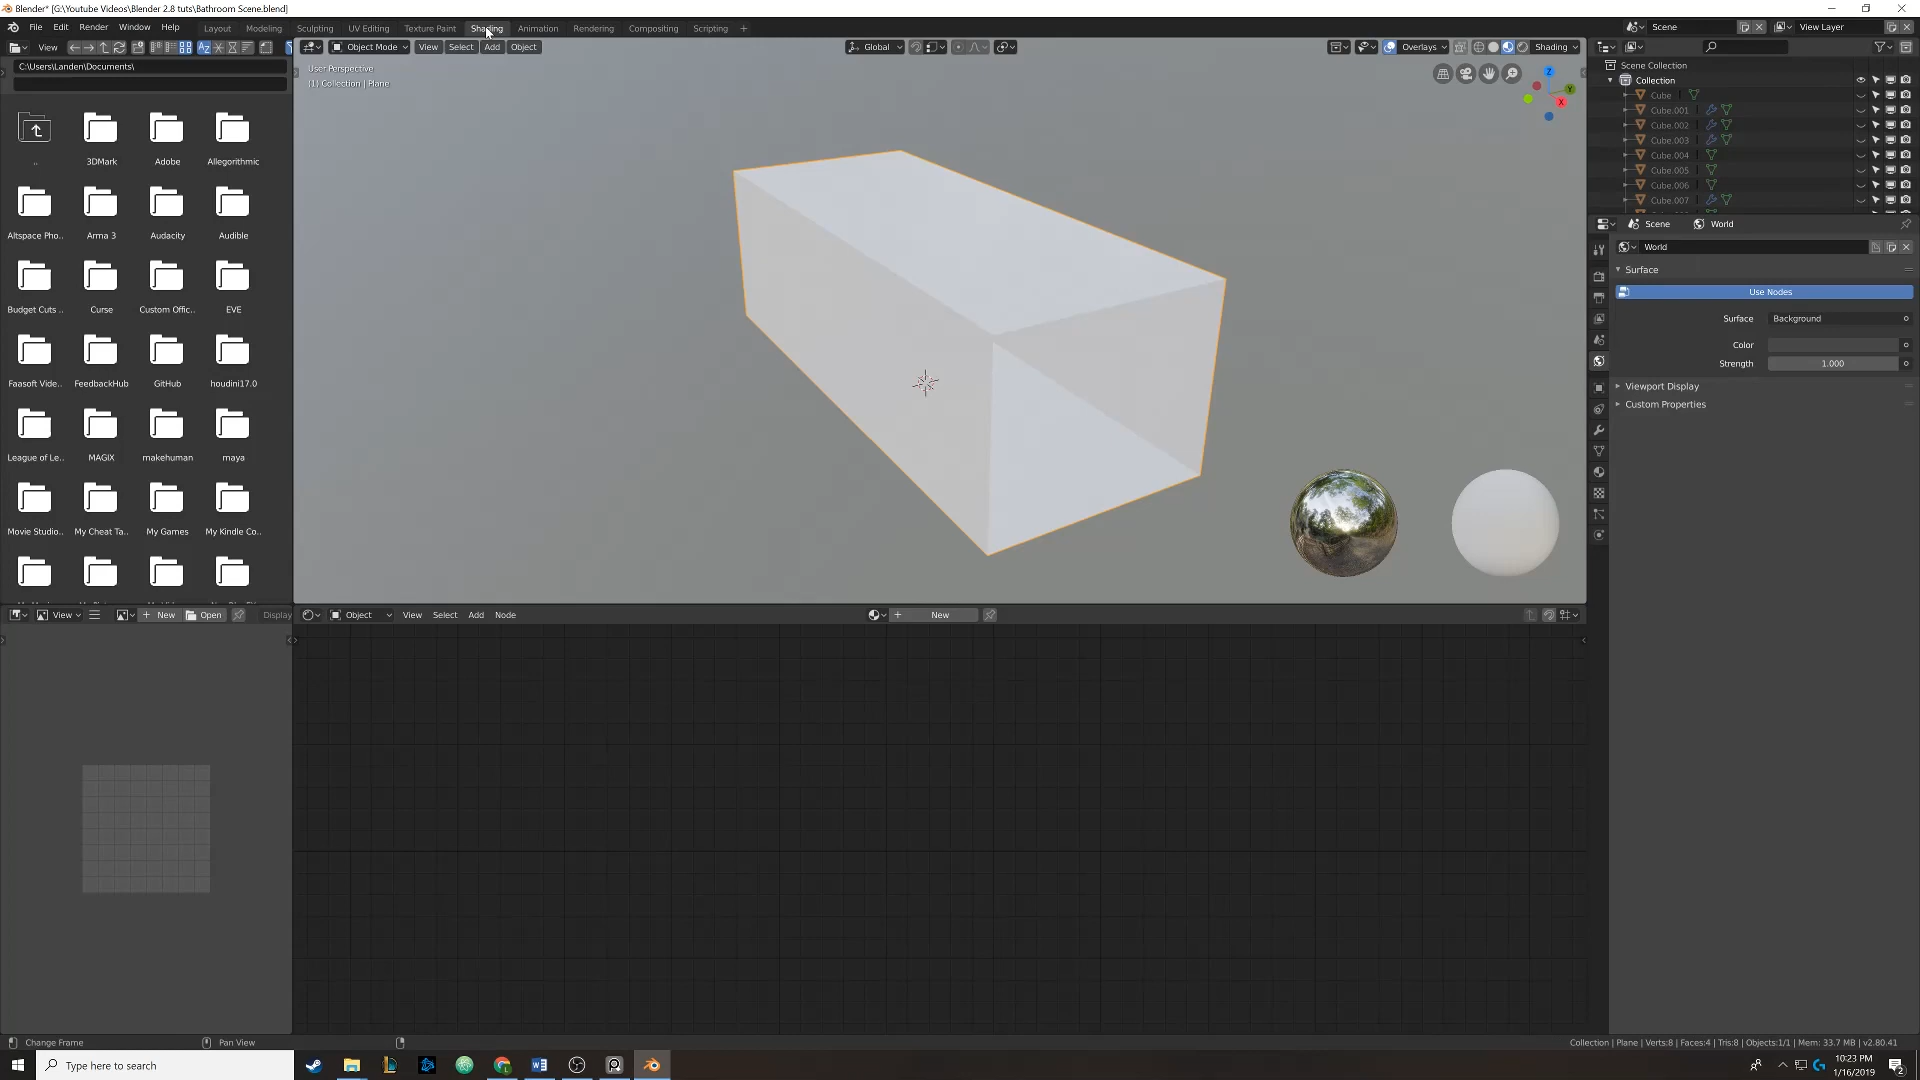 Blender* [G:\Youtube Videos\Blender 2.8 tuts\Bathroom Scene.blend]
File Edit Render Window Help Layout Modeling Sculpting UV Editing Texture Paint Shading Animation Rendering Compositing Scripting + Scene View Layer
View Object Mode View Select Add Object Global Overlays Shading
C:\Users\Landen\Documents\
User Perspective
(1) Collection | Plane
.. 3DMark Adobe Allegorithmic
Altspace Pho... Arma 3 Audacity Audible
Budget Cuts ... Curse Custom Offic... EVE
Faasoft Vide... FeedbackHub GitHub houdini17.0
League of Le... MAGIX makehuman maya
Movie Studio... My Cheat Ta... My Games My Kindle Co...
Z
Y
X
Scene Collection
Collection
Cube
Cube.001
Cube.002
Cube.003
Cube.004
Cube.005
Cube.006
Cube.007
Scene World
World
Surface
Use Nodes
Surface Background
Color
Strength 1.000
Viewport Display
Custom Properties
View + New Open Display Object View Select Add Node + New
Change Frame Pan View Collection | Plane | Verts:8 | Faces:4 | Tris:8 | Objects:1/1 | Mem: 33.7 MB | v2.80.41
Type here to search
10:23 PM
1/16/2019
2